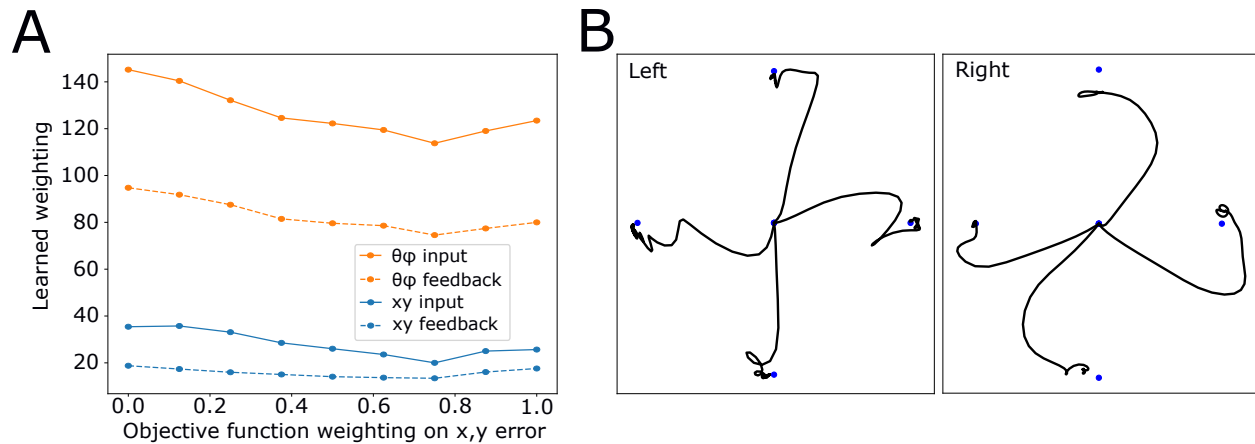 A
B
Learned weighting
140
120
100
80
60
40
20
θφ input
θφ feedback
xy input
xy feedback
0.0 0.2 0.4 0.6 0.8 1.0
Objective function weighting on x,y error
Left
Right